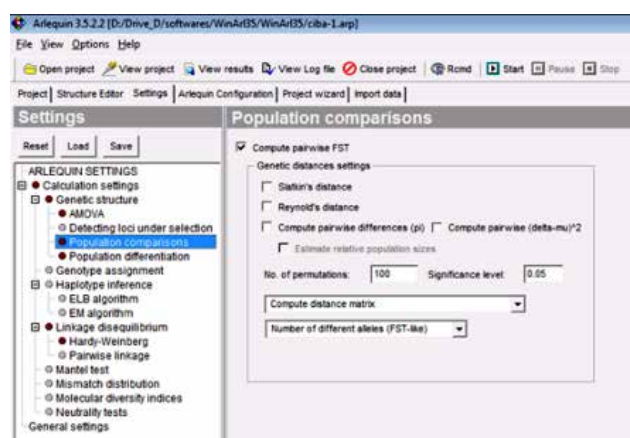 Arlequin 3.5.2.2 [D:/Drive_D/softwares/WinArl35/WinArl35/ciba-1.arp]
File View Options Help
Open project View project View results View Log file Close project Rcmd Start Pause Stop
Project Structure Editor Settings Arlequin Configuration Project wizard Import data
Settings
Reset Load Save
ARLEQUIN SETTINGS
Calculation settings
Genetic structure
AMOVA
Detecting loci under selection
Population comparisons
Population differentiation
Genotype assignment
Haplotype inference
ELB algorithm
EM algorithm
Linkage disequilibrium
Hardy-Weinberg
Pairwise linkage
Mantel test
Mismatch distribution
Molecular diversity indices
Neutrality tests
General settings
Population comparisons
Compute pairwise FST
Genetic distances settings
Slatkin's distance
Reynold's distance
Compute pairwise differences (pi) Compute pairwise (delta-mu)^2
Estimate relative population sizes
No. of permutations: 100 Significance level: 0.05
Compute distance matrix
Number of different alleles (FST-like)